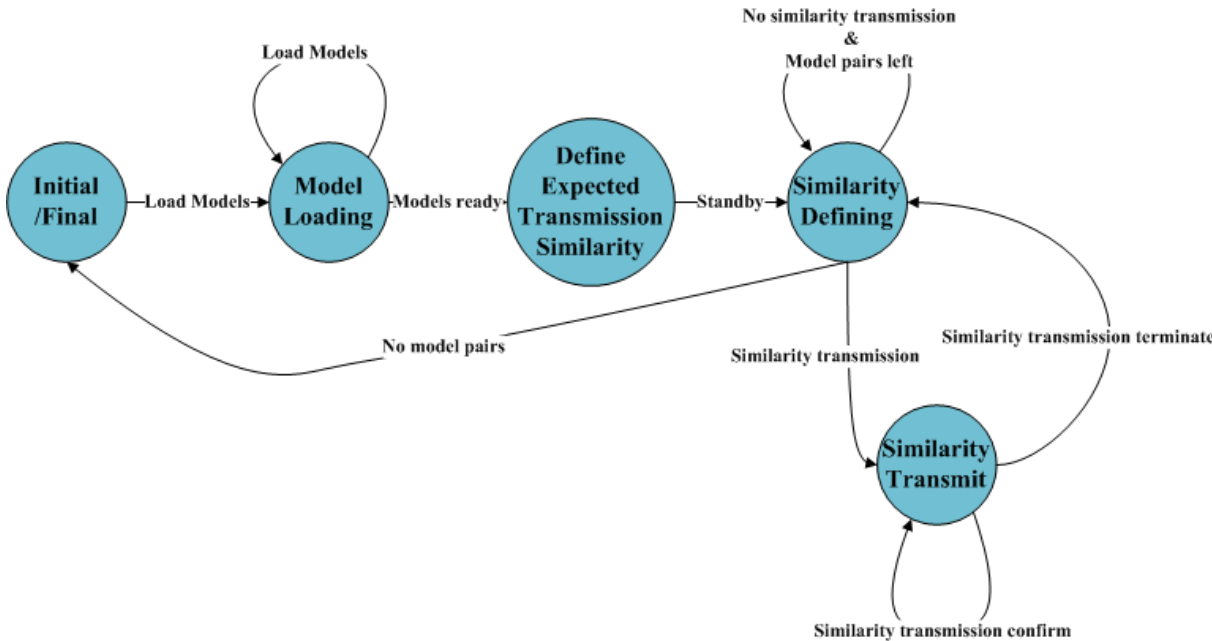 No similarity transmission
&
Model pairs left
Load Models
Initial
/Final
Load Models
Model
Loading
Models ready
Define
Expected
Transmission
Similarity
Standby
Similarity
Defining
No model pairs
Similarity transmission
Similarity transmission terminate
Similarity
Transmit
Similarity transmission confirm